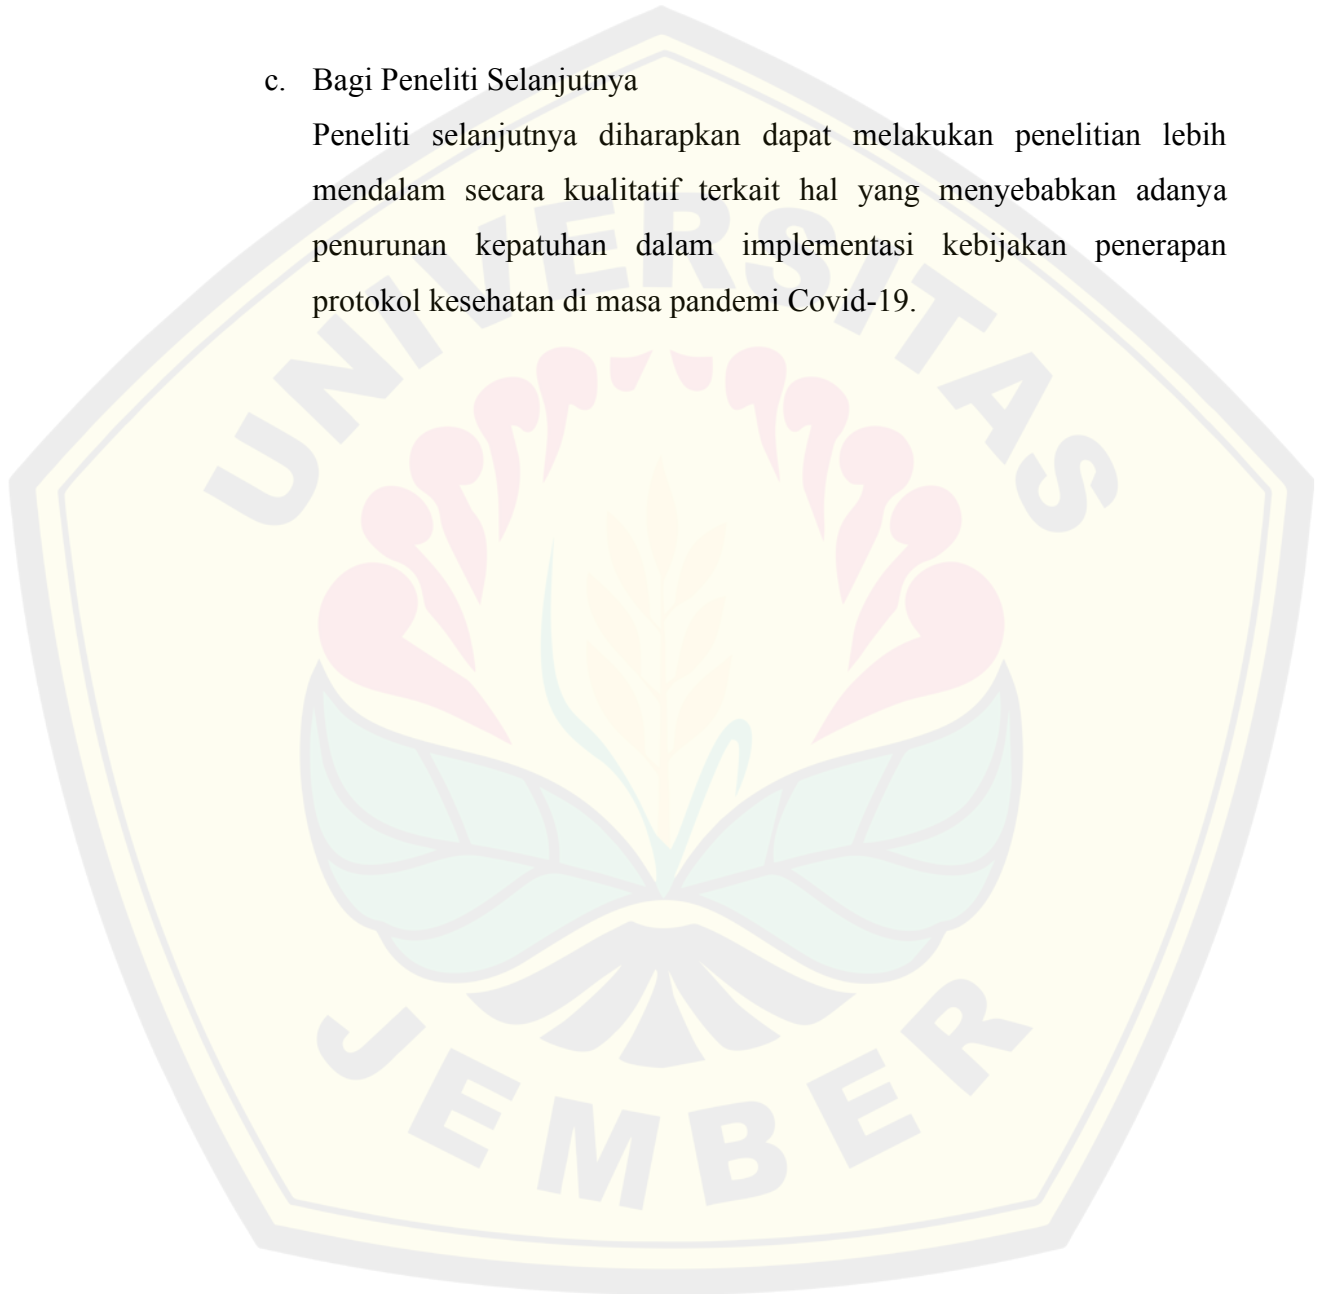 c. Bagi Peneliti Selanjutnya
Peneliti selanjutnya diharapkan dapat melakukan penelitian lebih
mendalam secara kualitatif terkait hal yang menyebabkan adanya
penurunan kepatuhan dalam implementasi kebijakan penerapan
protokol kesehatan di masa pandemi Covid-19.
UNIVERSITAS
JEMBER